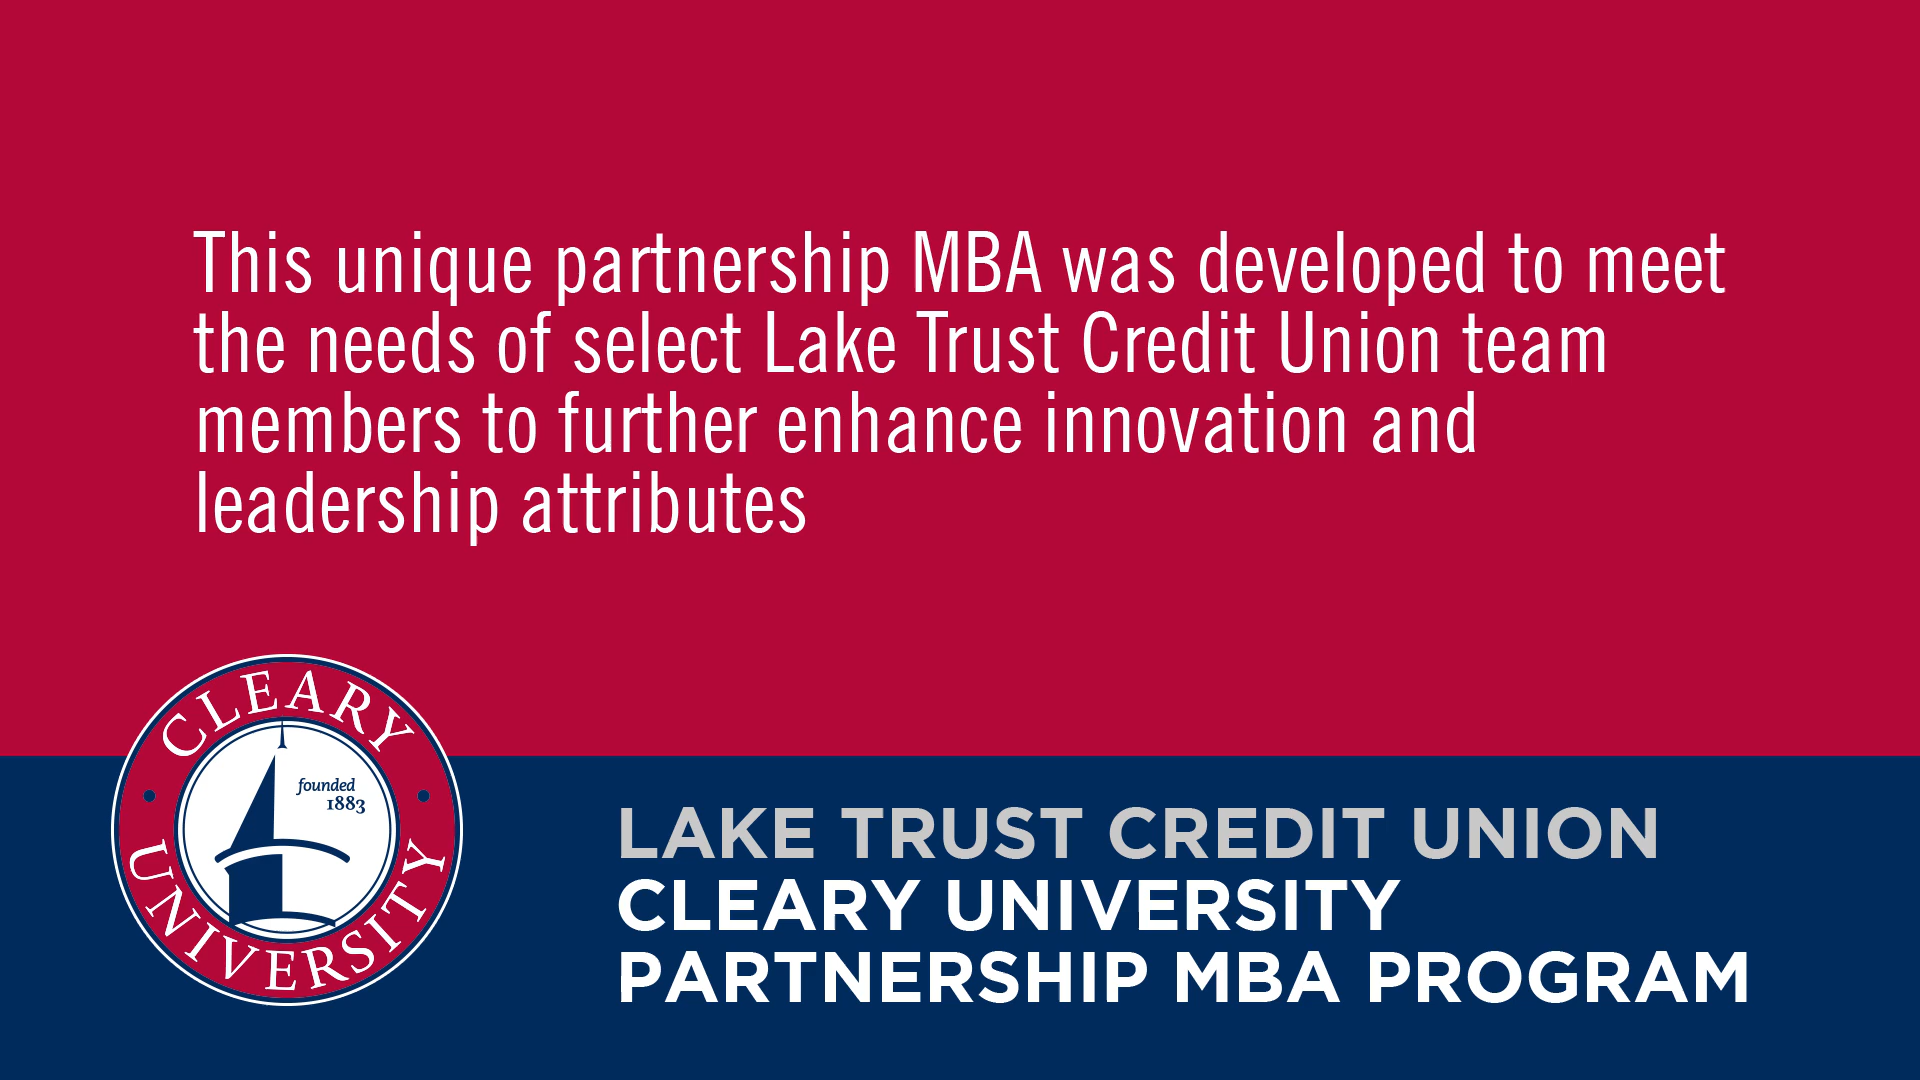 This unique partnership MBA was developed to meet
the needs of select Lake Trust Credit Union team
members to further enhance innovation and
leadership attributes
CLEARY
UNIVERSITY
founded
1883
LAKE TRUST CREDIT UNION
CLEARY UNIVERSITY
PARTNERSHIP MBA PROGRAM